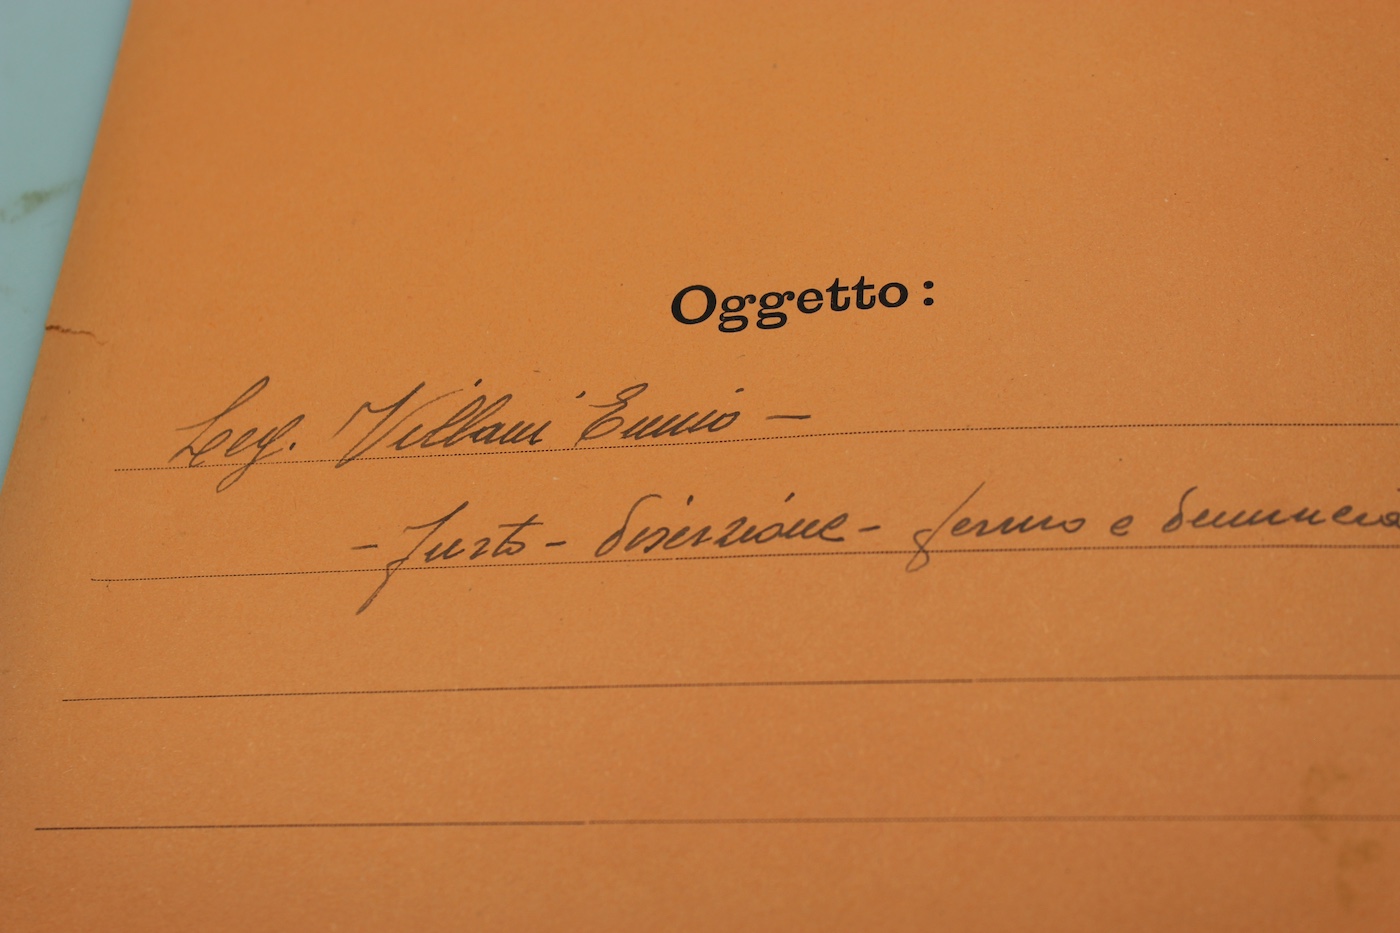 Oggetto:
Leg. Villani Ennio -
- furto - diserzione - fermo e denuncia